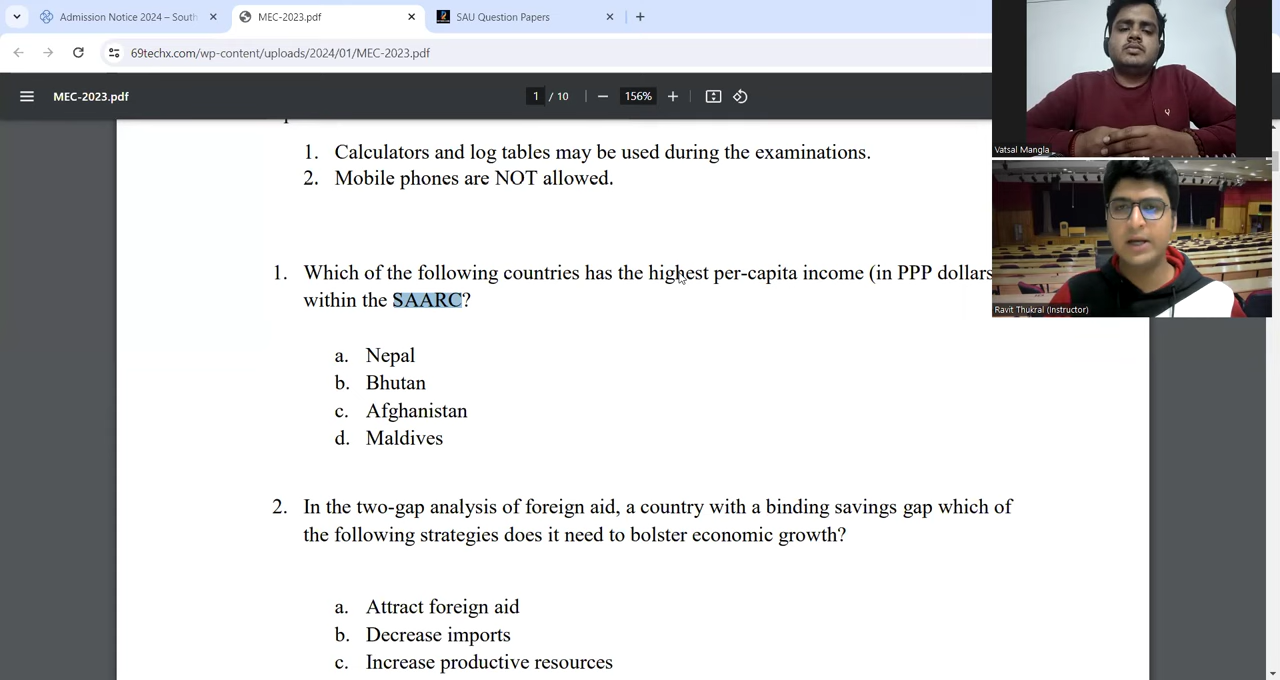 Admission Notice 2024 – South
MEC-2023.pdf
SAU Question Papers
69techx.com/wp-content/uploads/2024/01/MEC-2023.pdf
MEC-2023.pdf
1 / 10
156%
1. Calculators and log tables may be used during the examinations.
2. Mobile phones are NOT allowed.
Vatsal Mangla
Ravit Thukral (Instructor)
1. Which of the following countries has the highest per-capita income (in PPP dollars
within the SAARC?
a. Nepal
b. Bhutan
c. Afghanistan
d. Maldives
2. In the two-gap analysis of foreign aid, a country with a binding savings gap which of
the following strategies does it need to bolster economic growth?
a. Attract foreign aid
b. Decrease imports
c. Increase productive resources